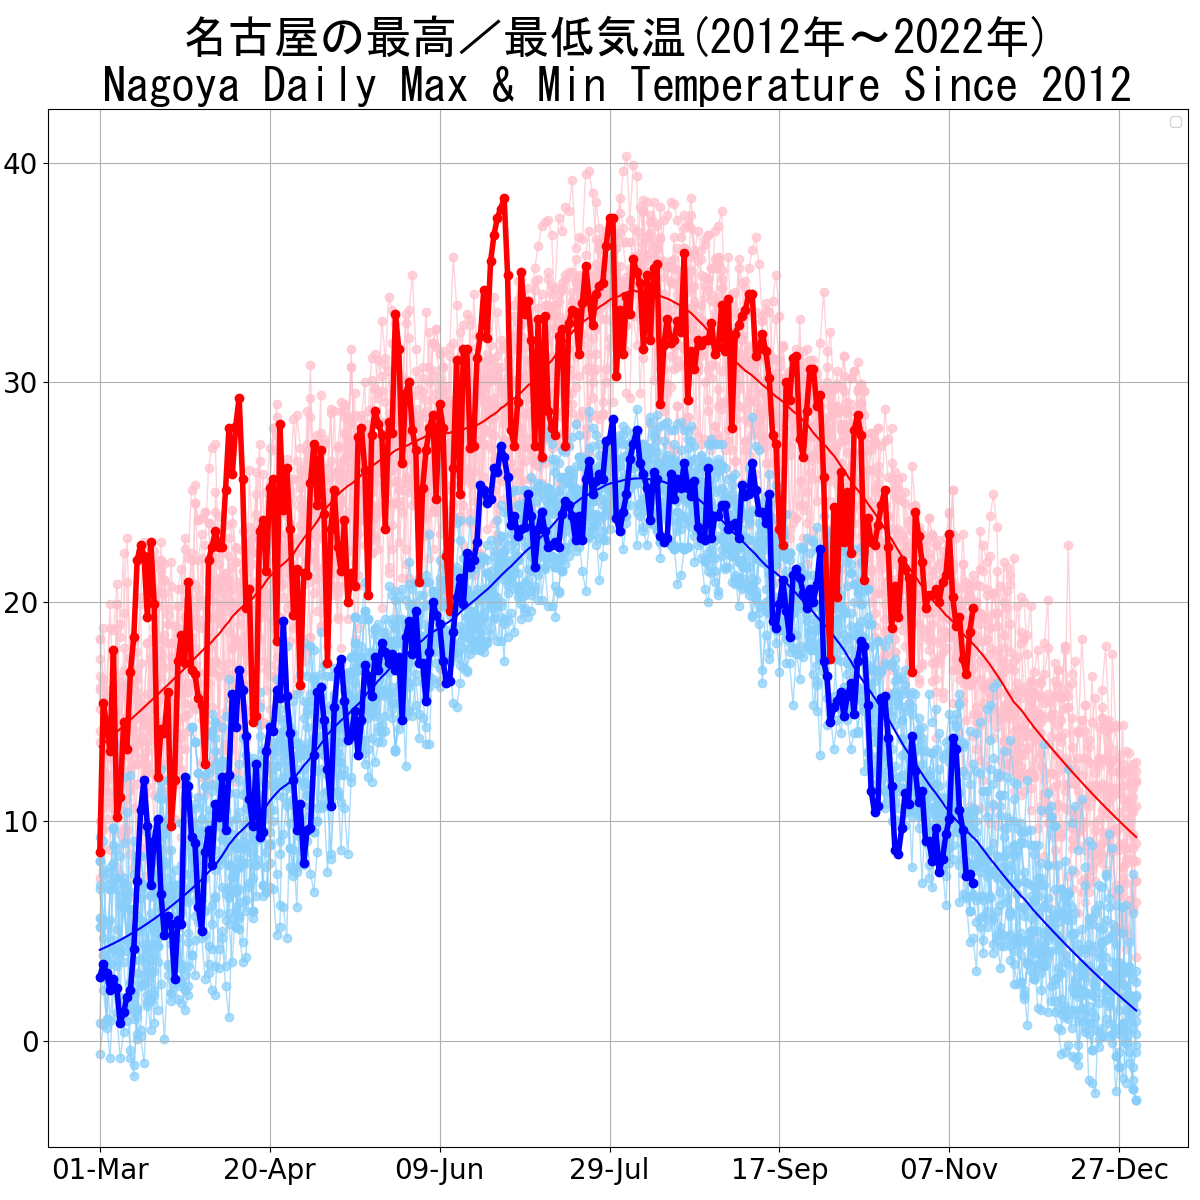 名古屋の最高／最低気温(2012年～2022年)
Nagoya Daily Max & Min Temperature Since 2012
40
30
20
10
0
01-Mar 20-Apr 09-Jun 29-Jul 17-Sep 07-Nov 27-Dec